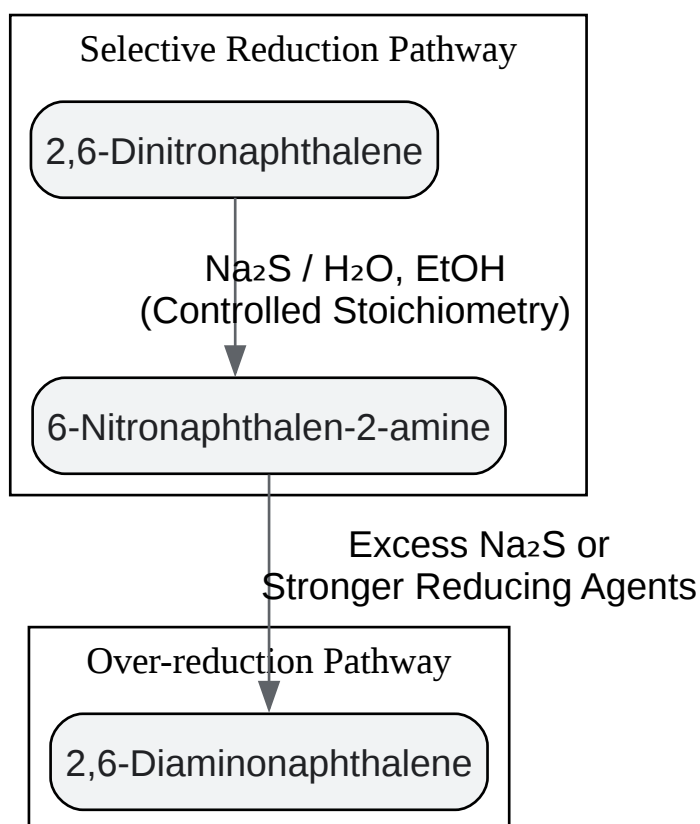 Selective Reduction Pathway
2,6-Dinitronaphthalene
Na₂S / H₂O, EtOH
(Controlled Stoichiometry)
6-Nitronaphthalen-2-amine
Excess Na₂S or
Stronger Reducing Agents
Over-reduction Pathway
2,6-Diaminonaphthalene